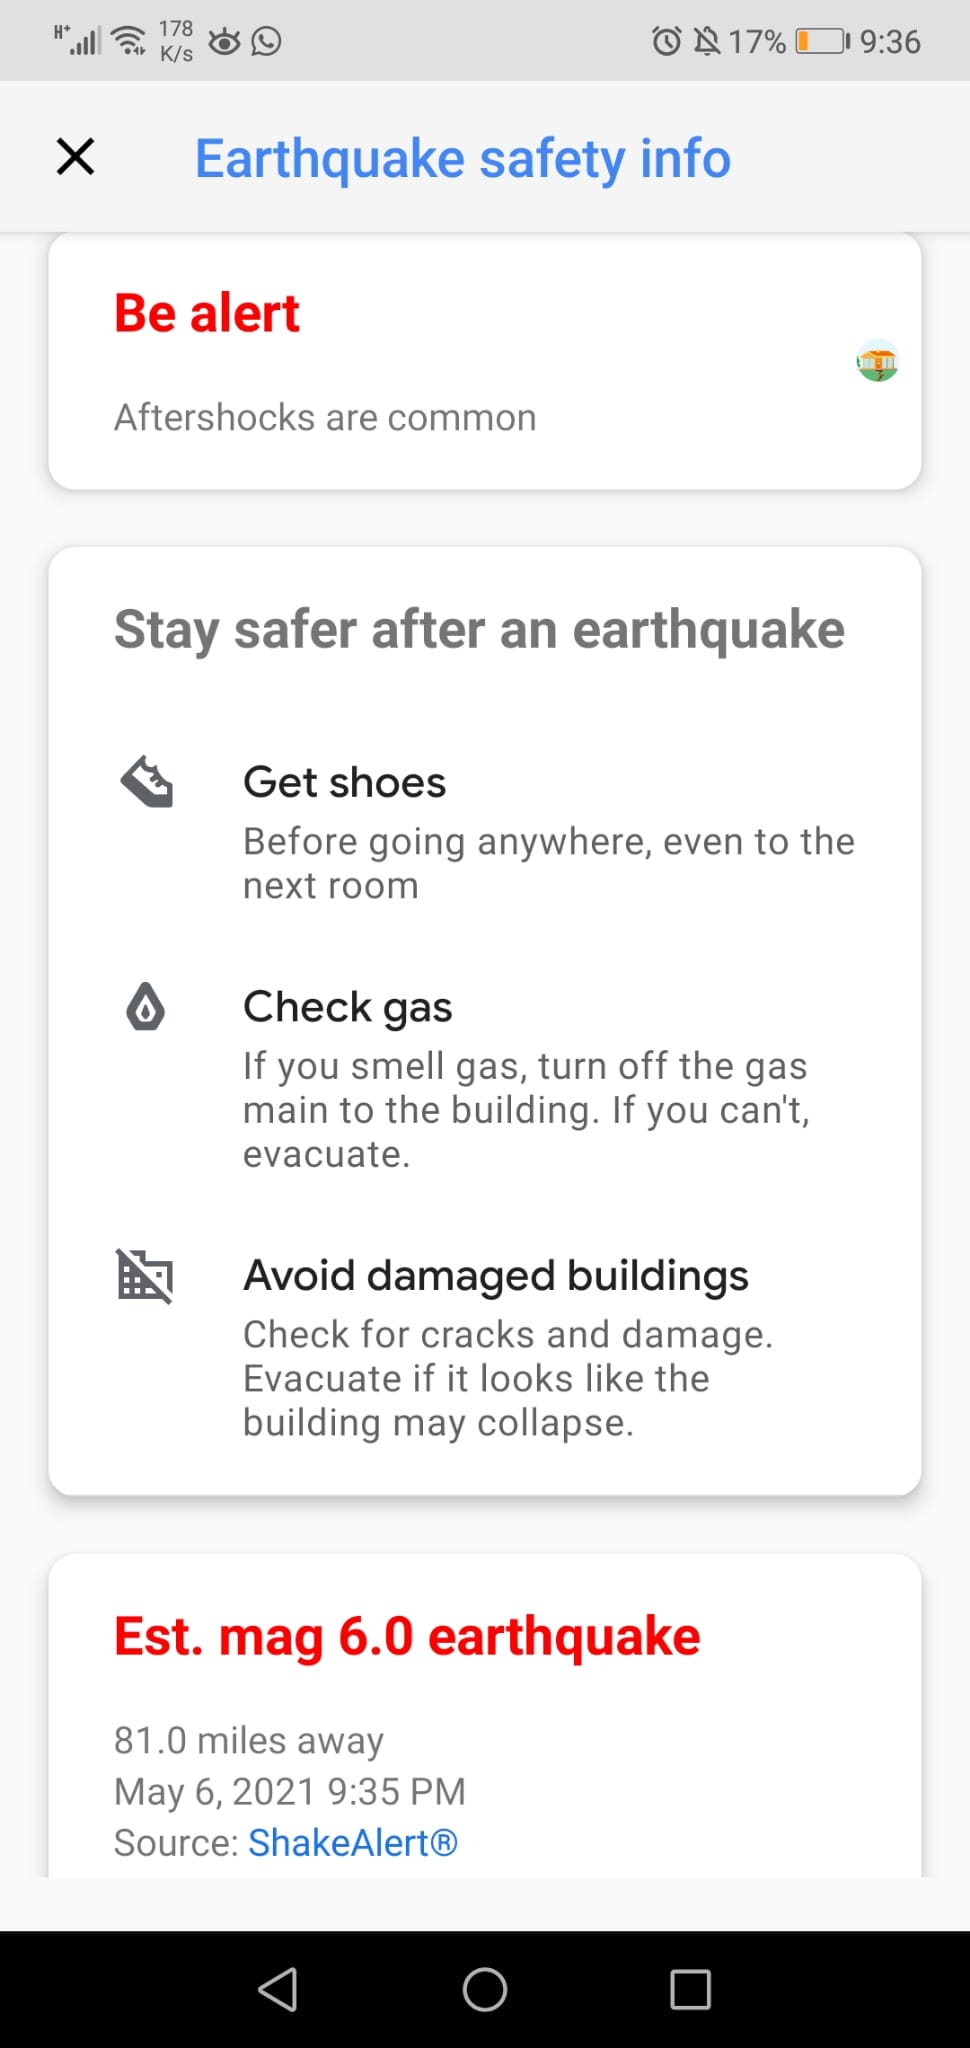 H+ 178 K/s 17% 9:36
Earthquake safety info
Be alert
Aftershocks are common
Stay safer after an earthquake
Get shoes
Before going anywhere, even to the
next room
Check gas
If you smell gas, turn off the gas
main to the building. If you can't,
evacuate.
Avoid damaged buildings
Check for cracks and damage.
Evacuate if it looks like the
building may collapse.
Est. mag 6.0 earthquake
81.0 miles away
May 6, 2021 9:35 PM
Source: ShakeAlert®